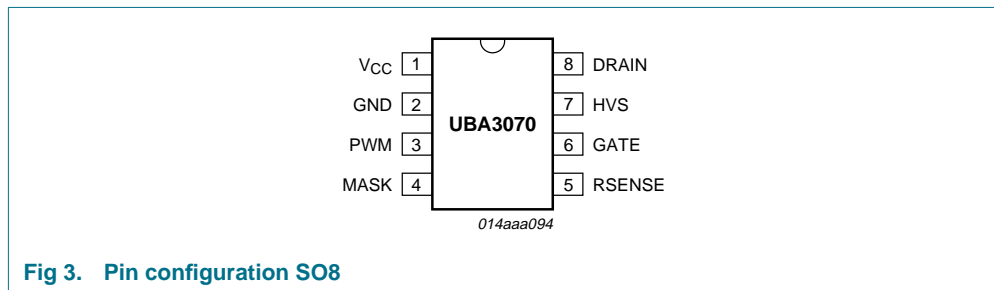 VCC 1 8 DRAIN
GND 2 7 HVS
UBA3070
PWM 3 6 GATE
MASK 4 5 RSENSE
014aaa094
Fig 3. Pin configuration SO8